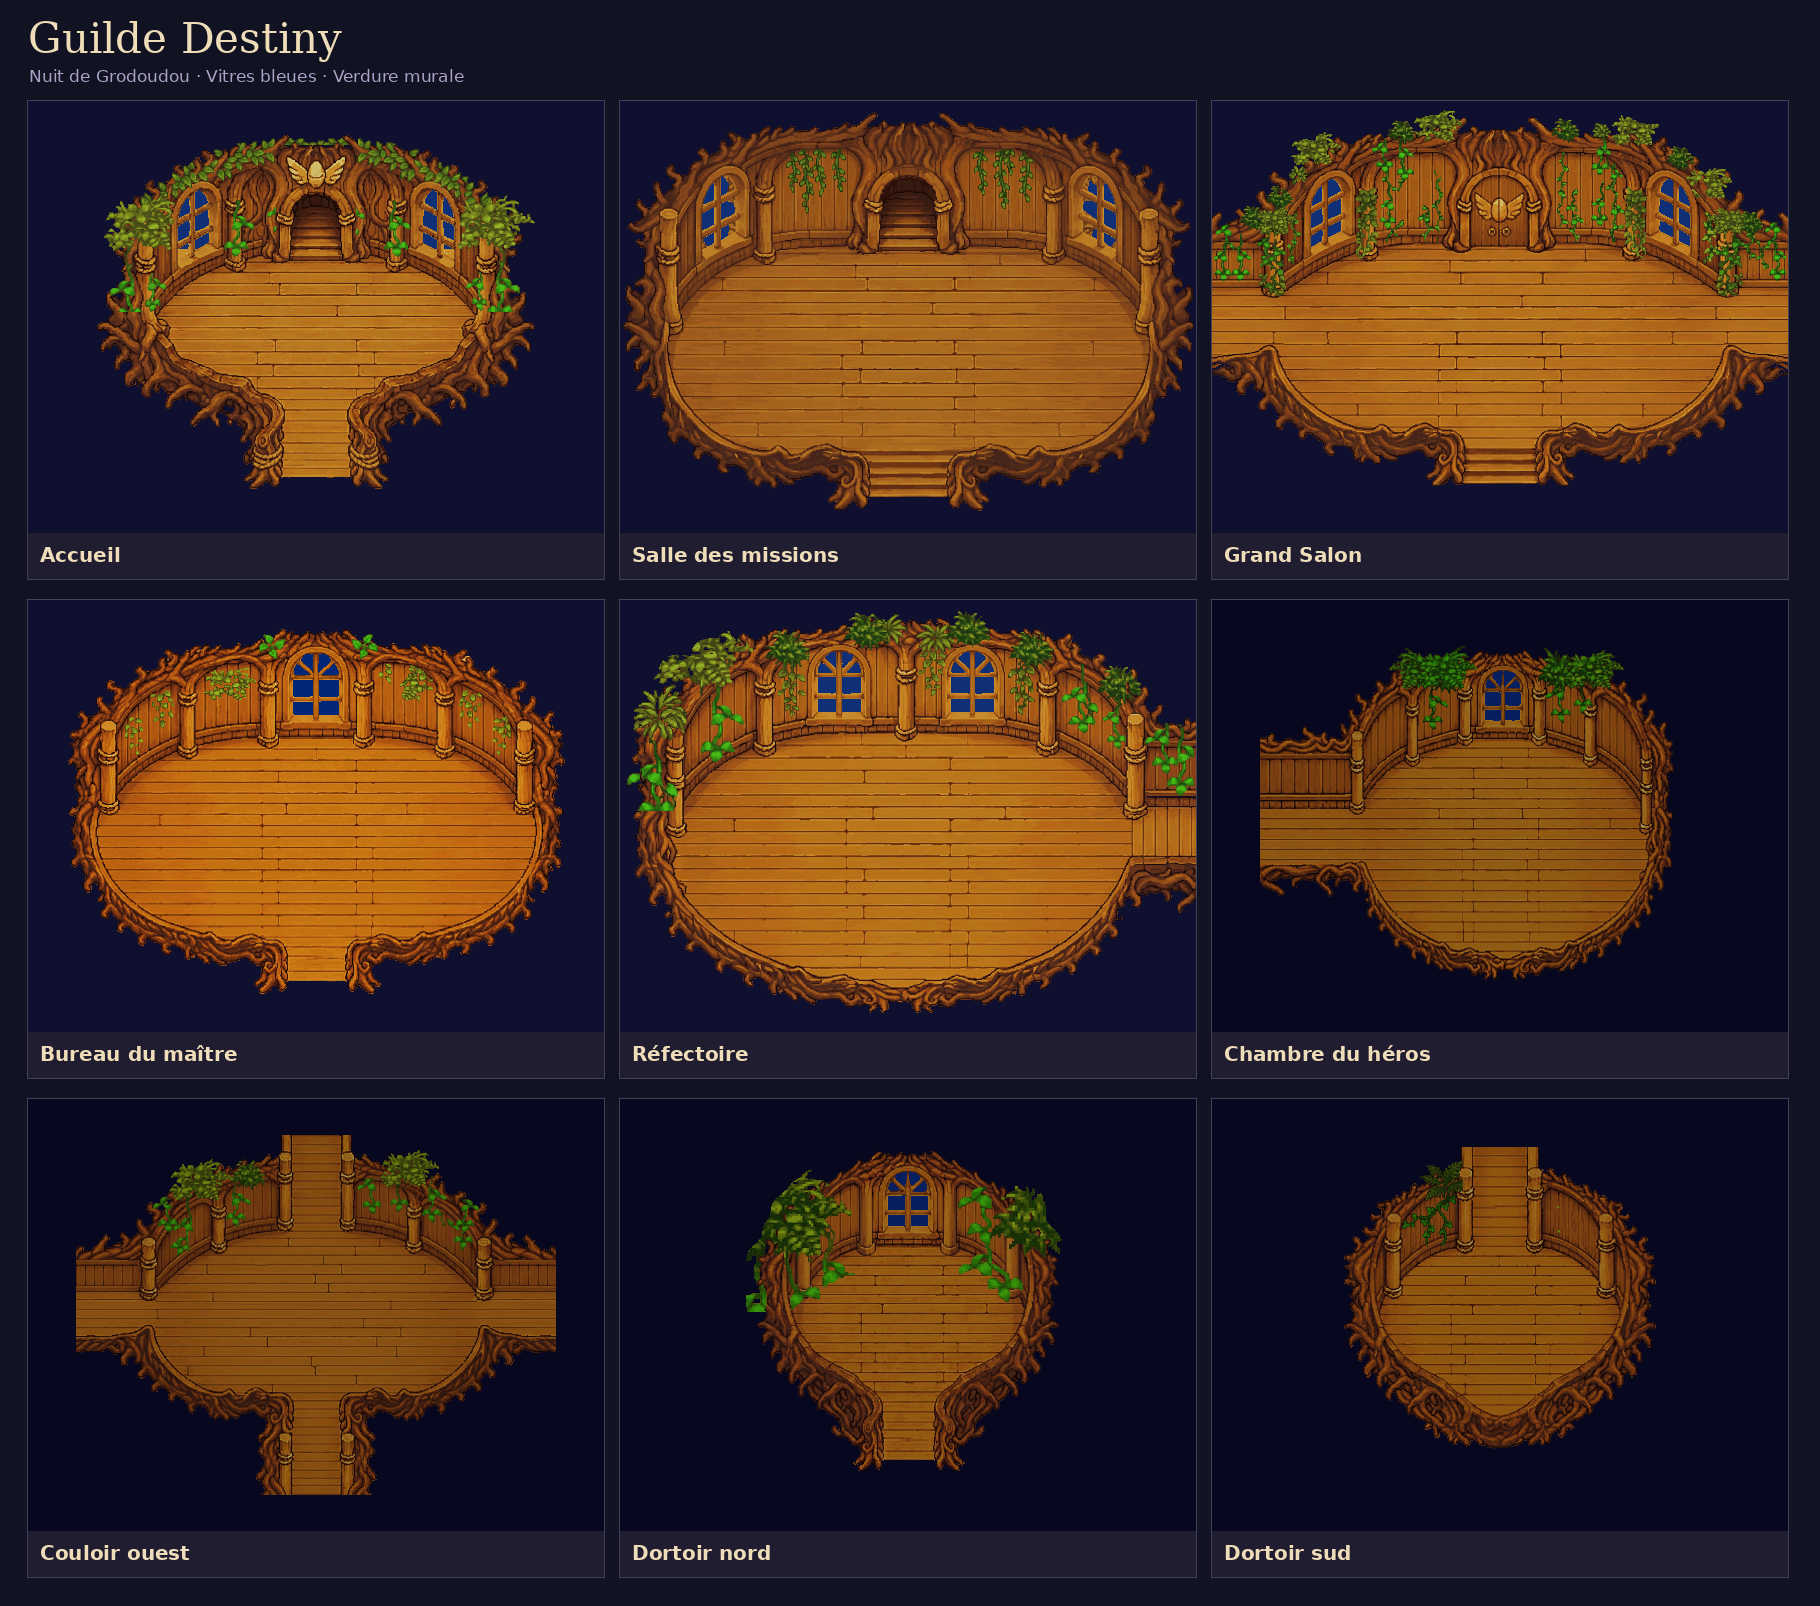 Guilde Destiny
Nuit de Grodoudou · Vitres bleues · Verdure murale
Accueil
Salle des missions
Grand Salon
Bureau du maître
Réfectoire
Chambre du héros
Couloir ouest
Dortoir nord
Dortoir sud